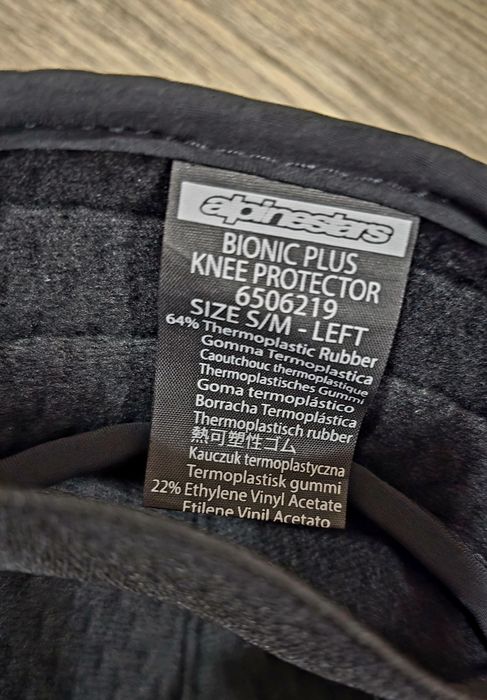 alpinestars
BIONIC PLUS
KNEE PROTECTOR
6506219
SIZE S/M - LEFT
64% Thermoplastic Rubber
Gomma Termoplastica
Caoutchouc thermoplastique
Thermoplastisches Gummi
Goma termoplástico
Borracha Termoplástica
Thermoplastisch rubber
熱可塑性ゴム
Kauczuk termoplastyczna
Termoplastisk gummi
22% Ethylene Vinyl Acetate
Etilene Vinil Acetato